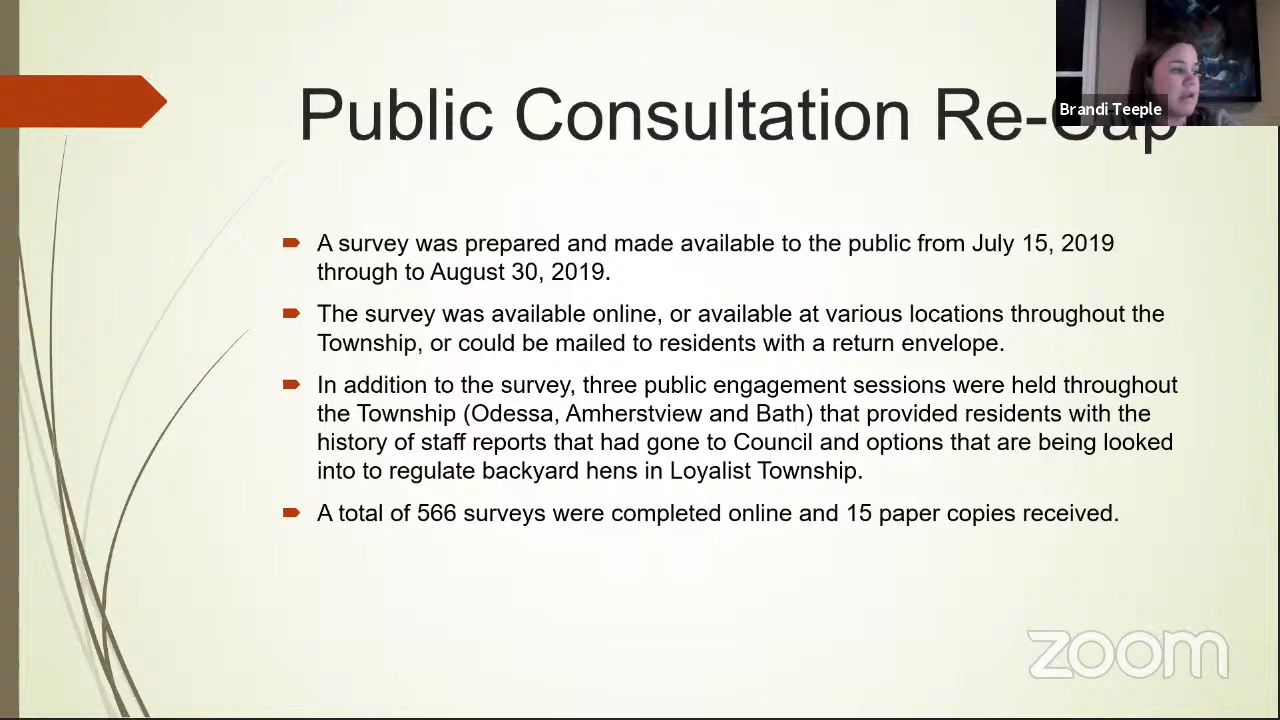 Public Consultation Re-Cap
Brandi Teeple
A survey was prepared and made available to the public from July 15, 2019
through to August 30, 2019.
The survey was available online, or available at various locations throughout the
Township, or could be mailed to residents with a return envelope.
In addition to the survey, three public engagement sessions were held throughout
the Township (Odessa, Amherstview and Bath) that provided residents with the
history of staff reports that had gone to Council and options that are being looked
into to regulate backyard hens in Loyalist Township.
A total of 566 surveys were completed online and 15 paper copies received.
zoom